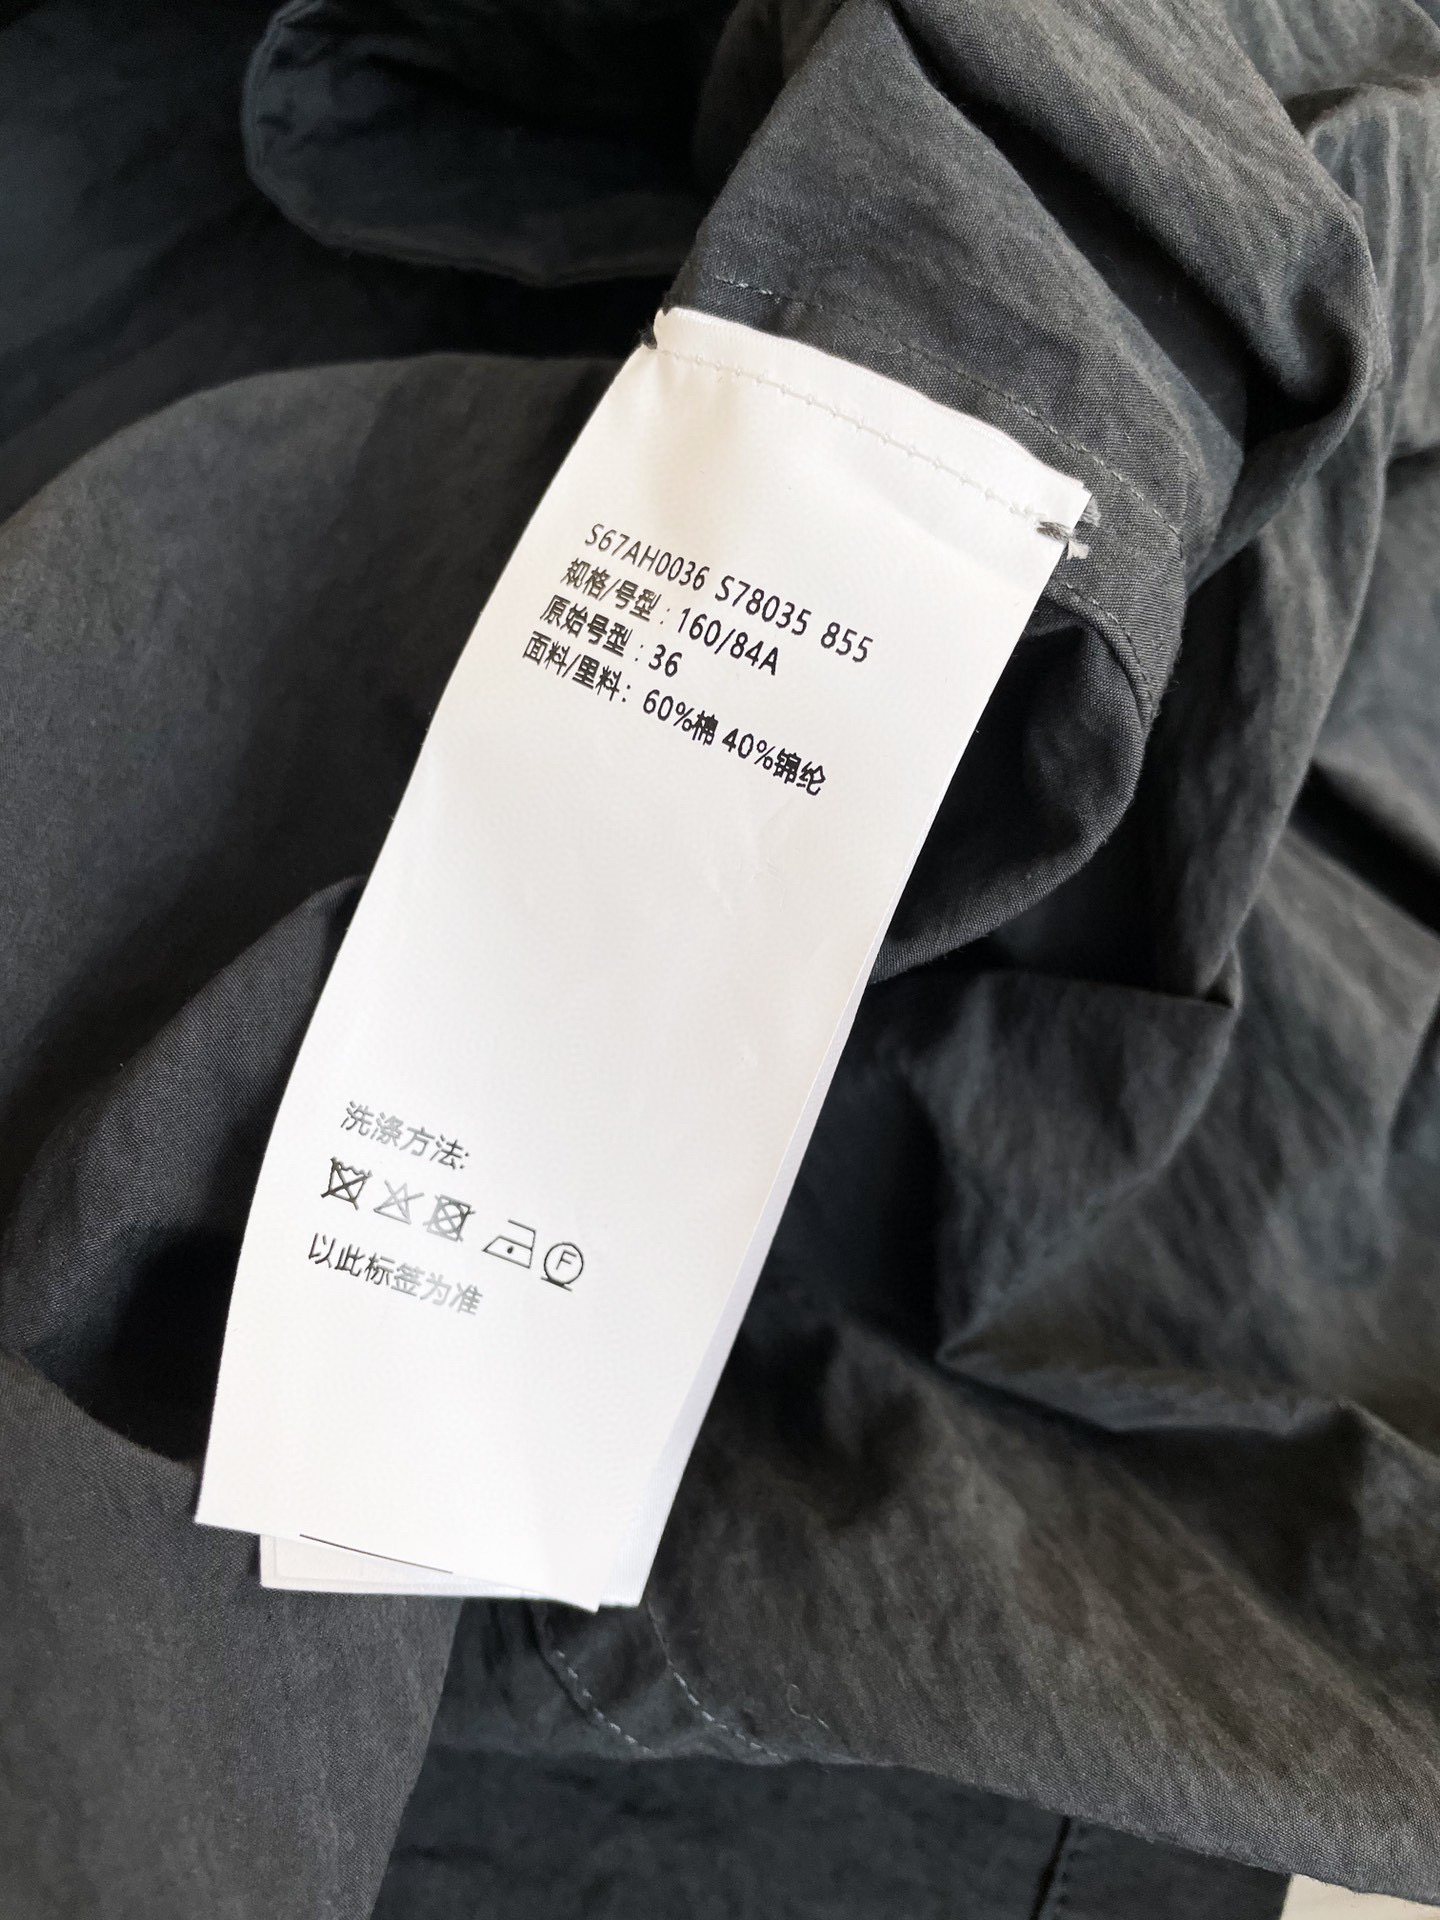 S67AH0036 S78035 855
规格/号型：160/84A
原始号型：36
面料/里料：60%棉 40%锦纶
洗涤方法:
F
以此标签为准